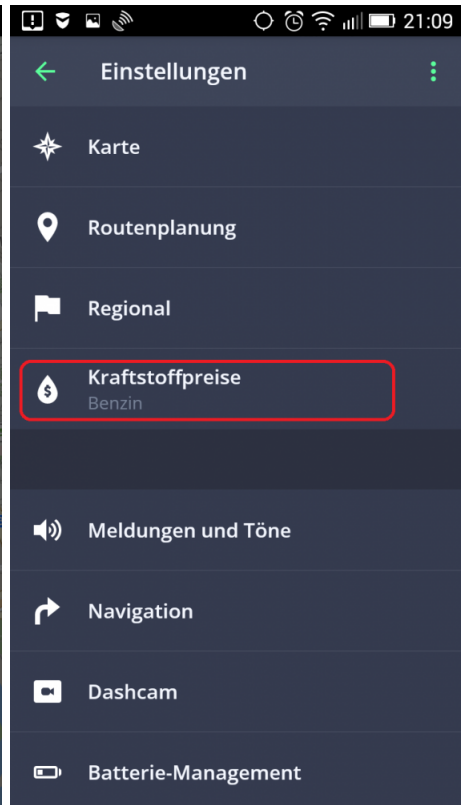 21:09
Einstellungen
Karte
Routenplanung
Regional
Kraftstoffpreise
Benzin
Meldungen und Töne
Navigation
Dashcam
Batterie-Management